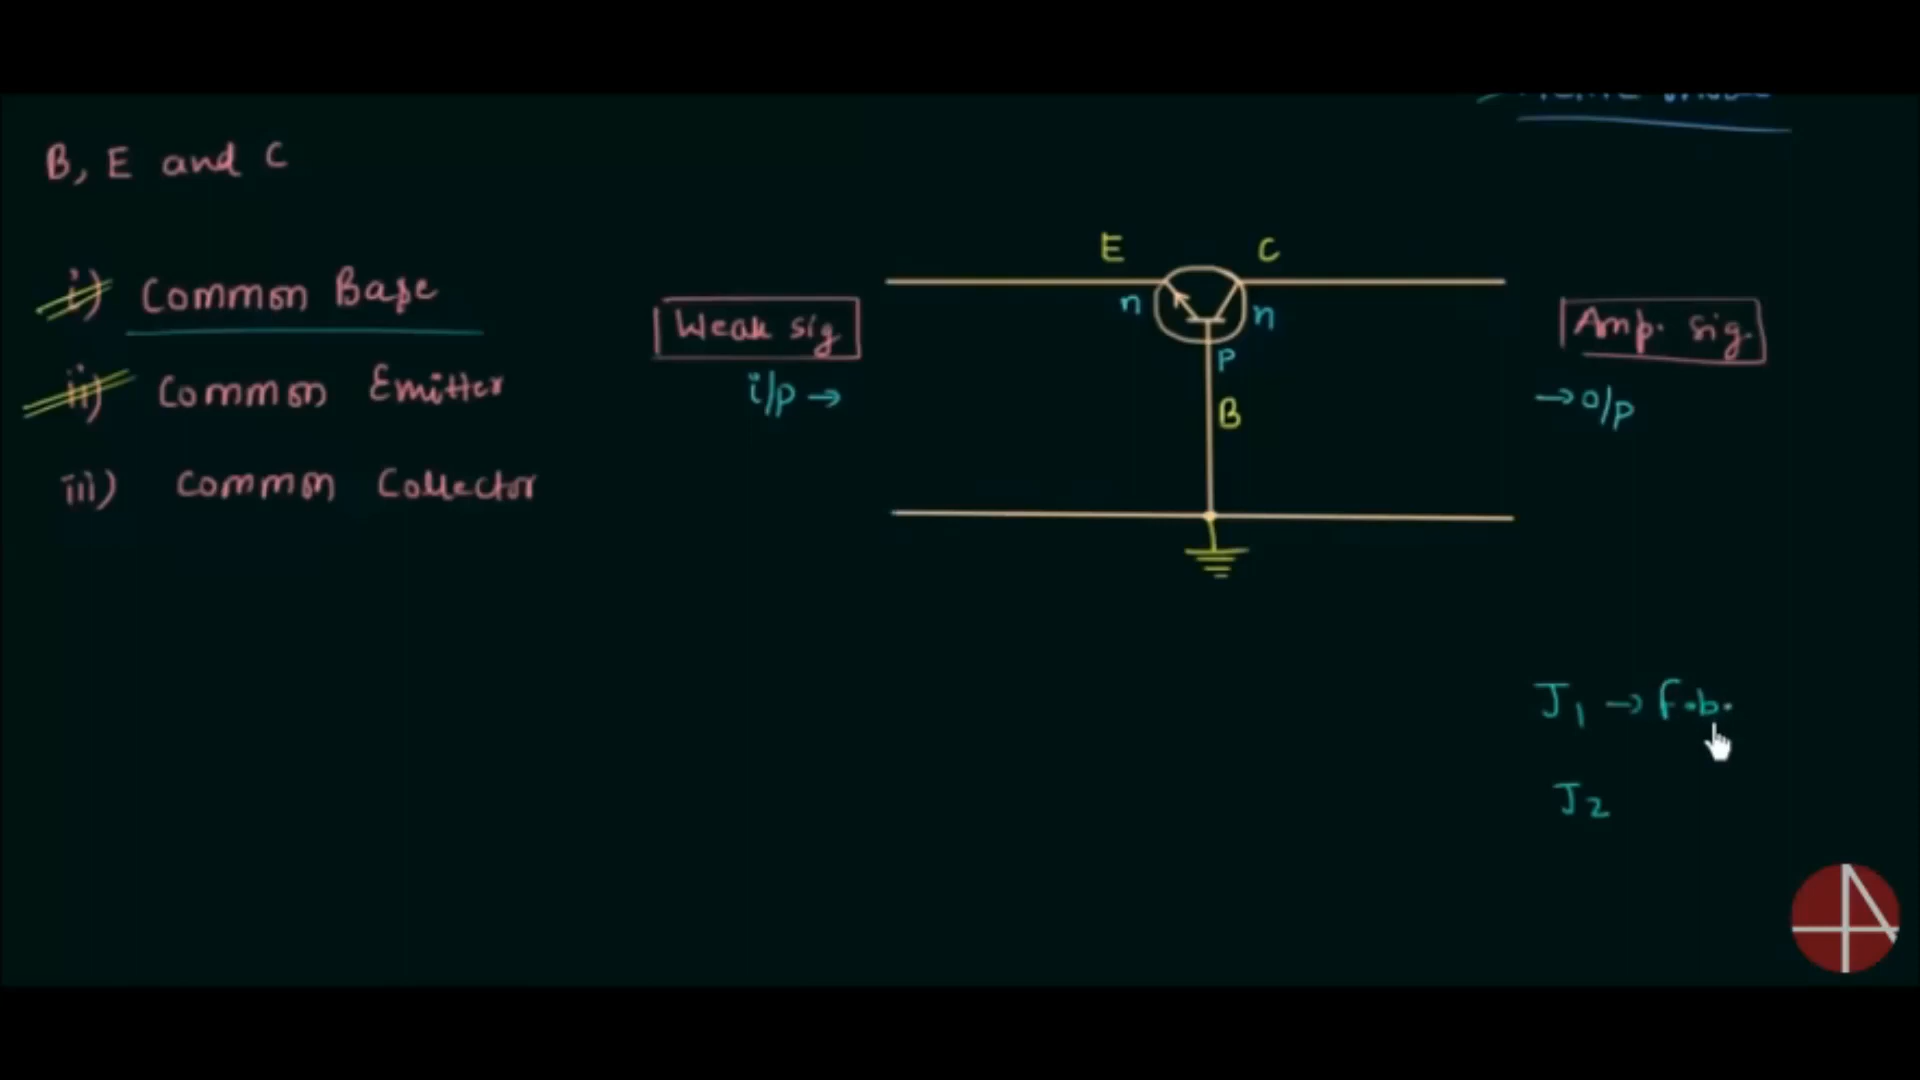 B, E and C
i) Common Base
ii) Common Emitter
iii) Common Collector
E C
n n
P
B
Weak sig
i/p →
Amp. sig.
→ o/p
J1 → f.b.
J2